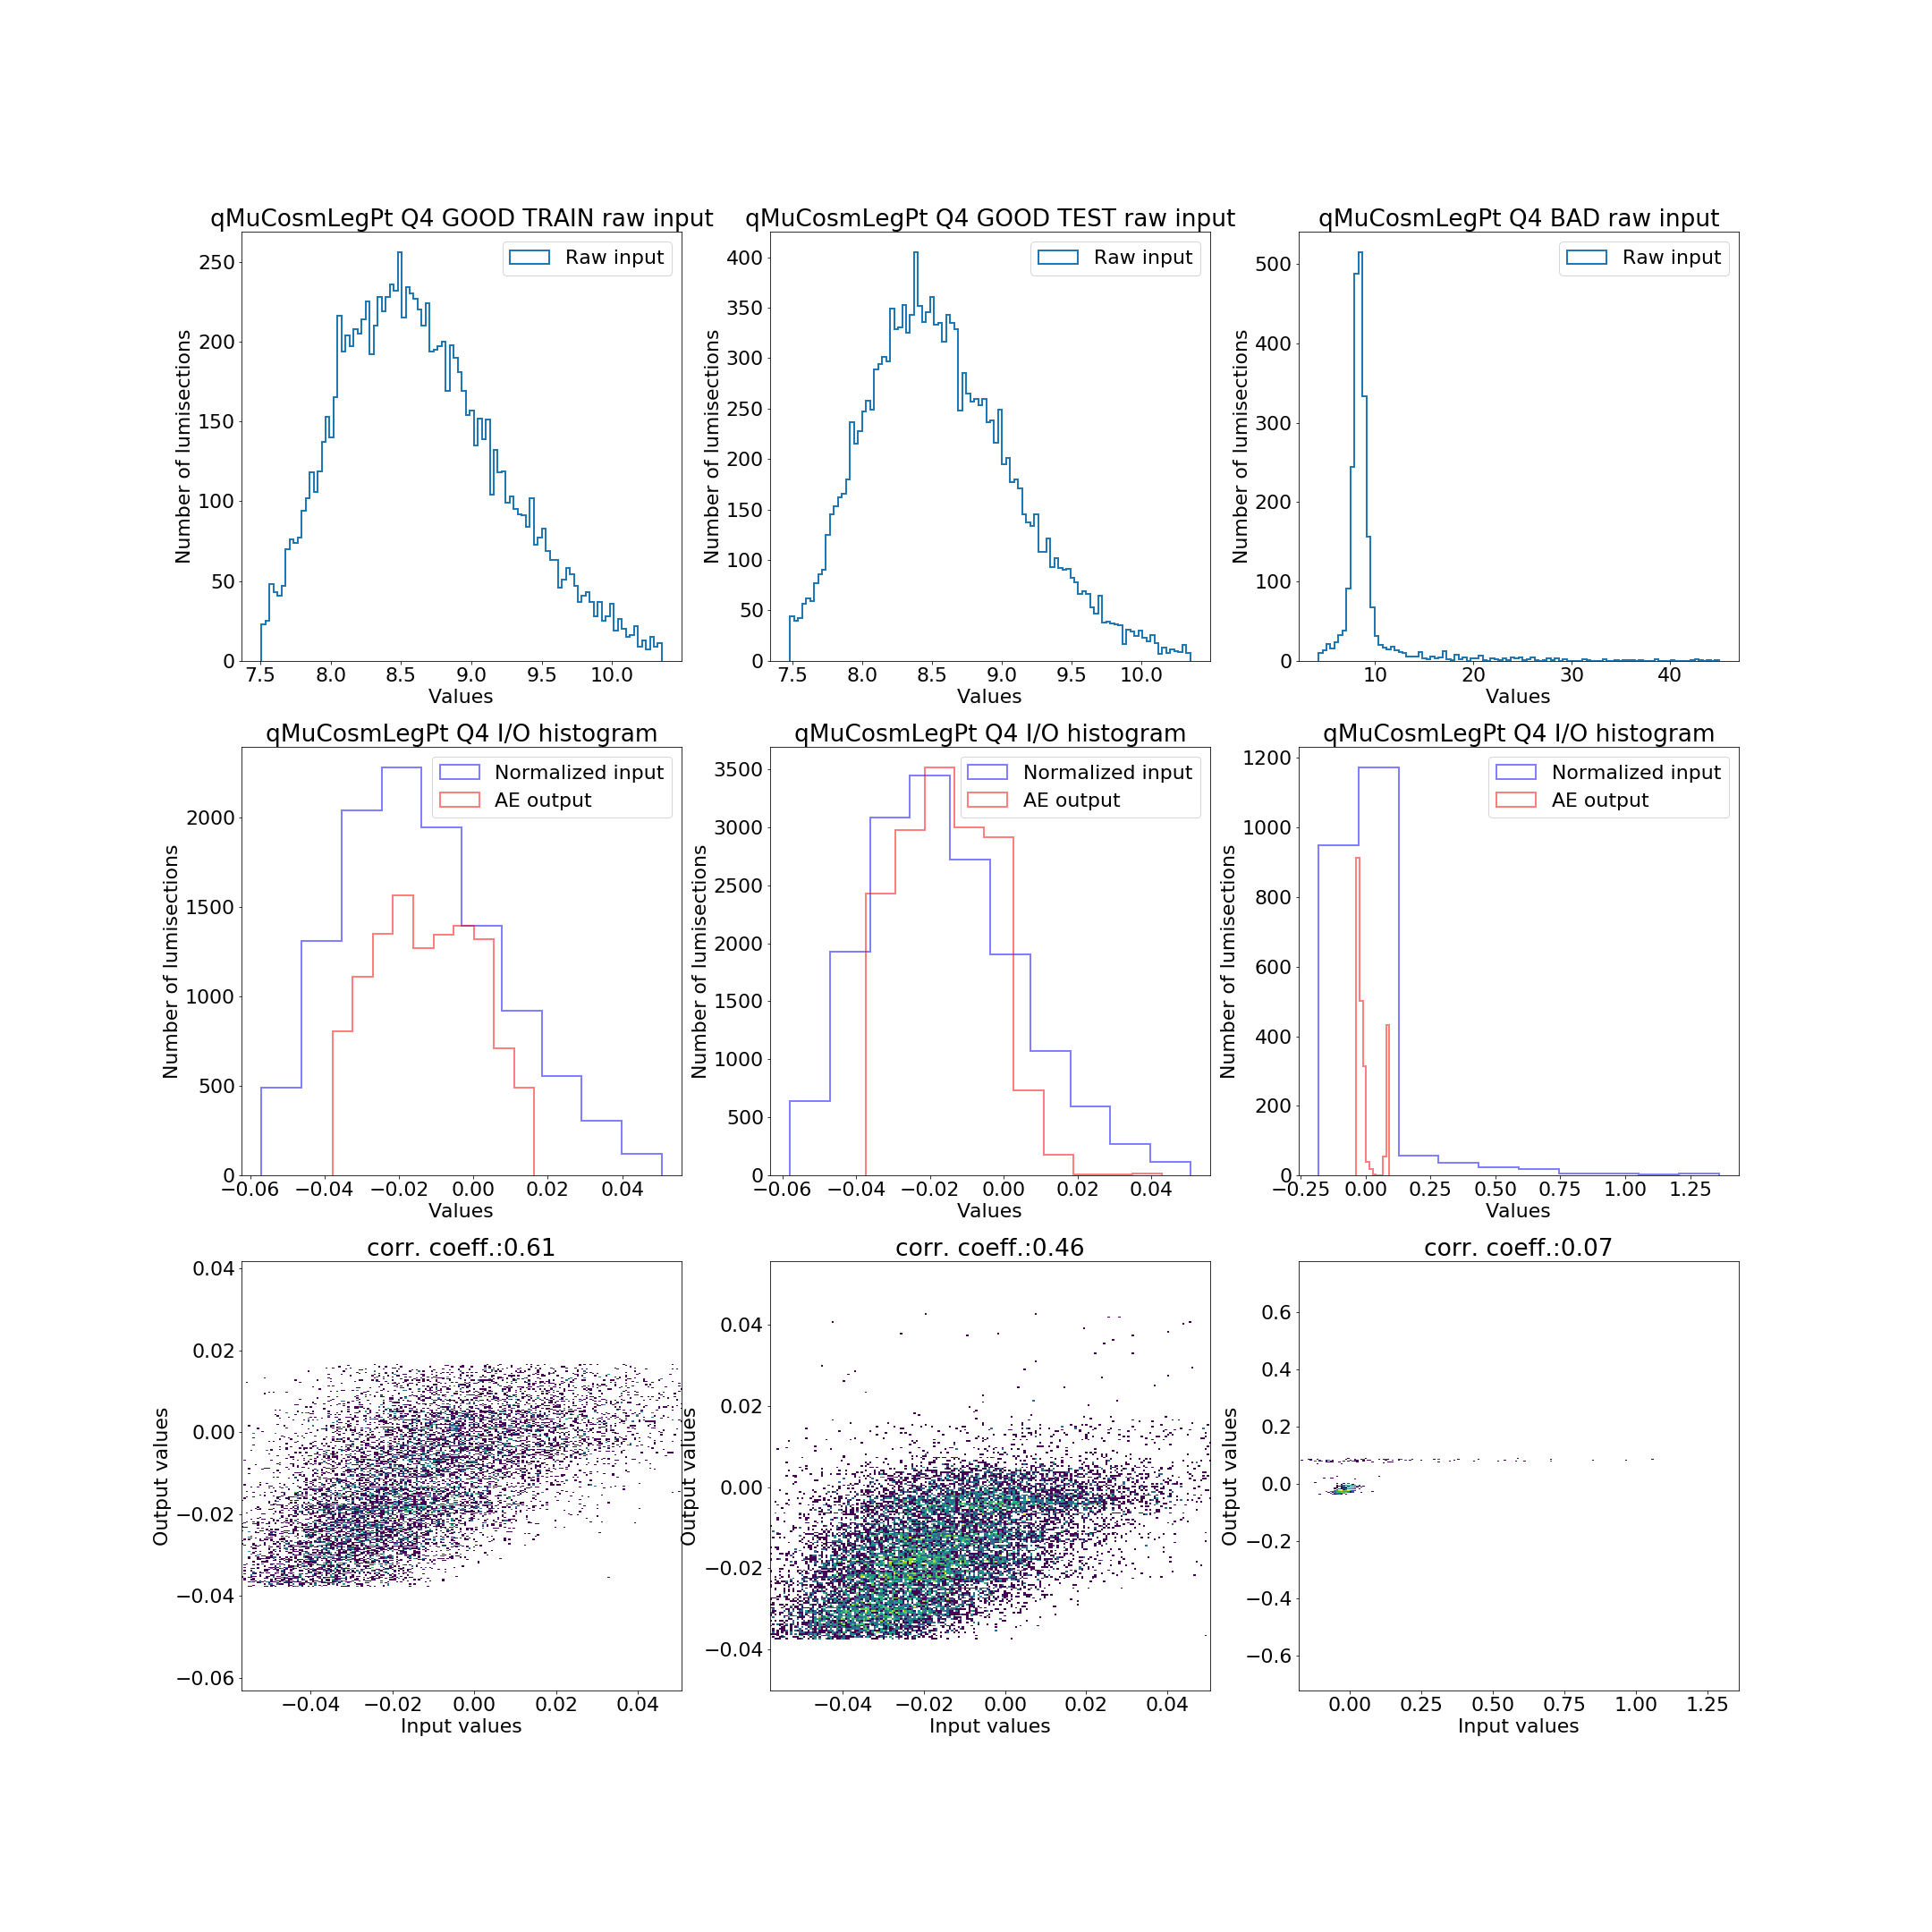 qMuCosmLegPt Q4 GOOD TRAIN raw input
Raw input
Number of lumisections
250
200
150
100
50
0
7.5 8.0 8.5 9.0 9.5 10.0
Values
qMuCosmLegPt Q4 GOOD TEST raw input
Raw input
Number of lumisections
400
350
300
250
200
150
100
50
0
7.5 8.0 8.5 9.0 9.5 10.0
Values
qMuCosmLegPt Q4 BAD raw input
Raw input
Number of lumisections
500
400
300
200
100
0
10 20 30 40
Values
qMuCosmLegPt Q4 I/O histogram
Normalized input
AE output
Number of lumisections
2000
1500
1000
500
0
−0.06 −0.04 −0.02 0.00 0.02 0.04
Values
qMuCosmLegPt Q4 I/O histogram
Normalized input
AE output
Number of lumisections
3500
3000
2500
2000
1500
1000
500
0
−0.06 −0.04 −0.02 0.00 0.02 0.04
Values
qMuCosmLegPt Q4 I/O histogram
Normalized input
AE output
Number of lumisections
1200
1000
800
600
400
200
0
−0.25 0.00 0.25 0.50 0.75 1.00 1.25
Values
corr. coeff.:0.61
Output values
0.04
0.02
0.00
−0.02
−0.04
−0.06
−0.04 −0.02 0.00 0.02 0.04
Input values
corr. coeff.:0.46
Output values
0.04
0.02
0.00
−0.02
−0.04
−0.04 −0.02 0.00 0.02 0.04
Input values
corr. coeff.:0.07
Output values
0.6
0.4
0.2
0.0
−0.2
−0.4
−0.6
0.00 0.25 0.50 0.75 1.00 1.25
Input values